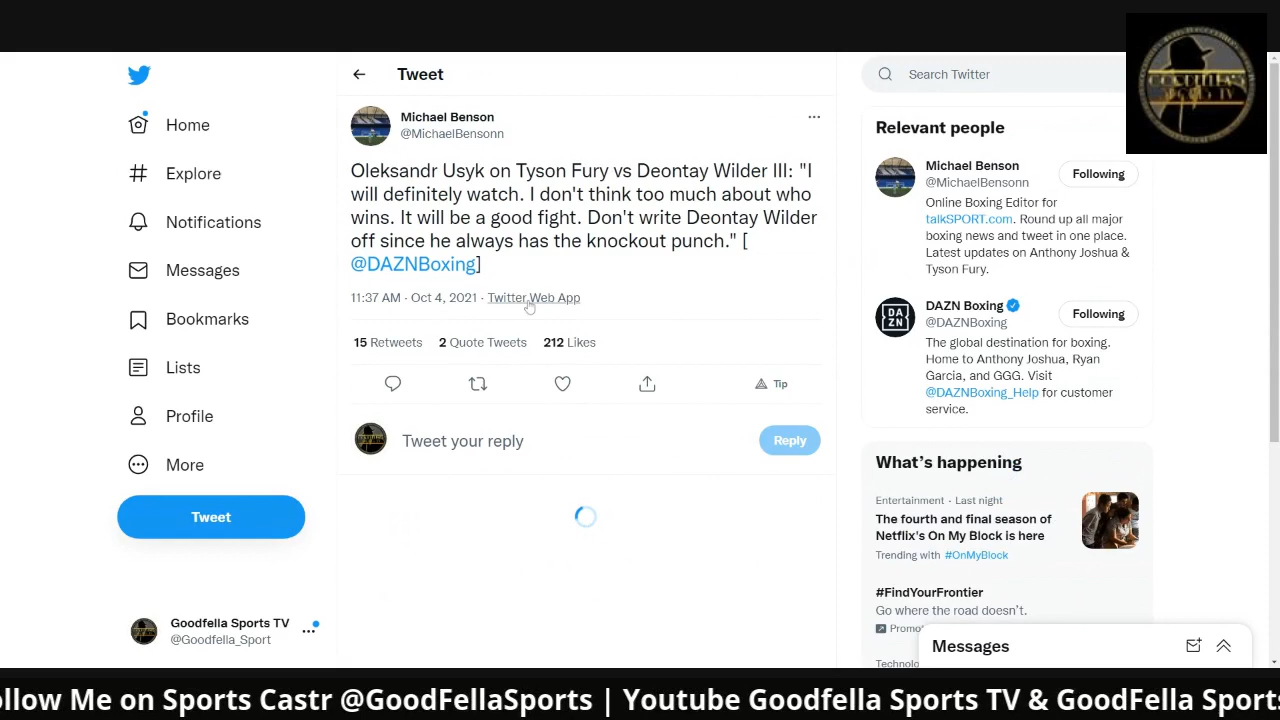 Tweet
Michael Benson
@MichaelBensonn
Oleksandr Usyk on Tyson Fury vs Deontay Wilder III: "I
will definitely watch. I don't think too much about who
wins. It will be a good fight. Don't write Deontay Wilder
off since he always has the knockout punch." [
@DAZNBoxing]
11:37 AM · Oct 4, 2021 · Twitter Web App
15 Retweets 2 Quote Tweets 212 Likes
Tip
Tweet your reply
Reply
Home
Explore
Notifications
Messages
Bookmarks
Lists
Profile
More
Tweet
Goodfella Sports TV
@Goodfella_Sport
Search Twitter
GOODFELLA'S
SPORTS TV
Relevant people
Michael Benson
@MichaelBensonn
Following
Online Boxing Editor for
talkSPORT.com. Round up all major
boxing news and tweet in one place.
Latest updates on Anthony Joshua &
Tyson Fury.
DAZN Boxing
@DAZNBoxing
Following
DA
ZN
The global destination for boxing.
Home to Anthony Joshua, Ryan
Garcia, and GGG. Visit
@DAZNBoxing_Help for customer
service.
What's happening
Entertainment · Last night
The fourth and final season of
Netflix's On My Block is here
Trending with #OnMyBlock
#FindYourFrontier
Go where the road doesn't.
Promo
Technolo
Messages
ollow Me on Sports Castr @GoodFellaSports | Youtube Goodfella Sports TV & GoodFella Sports